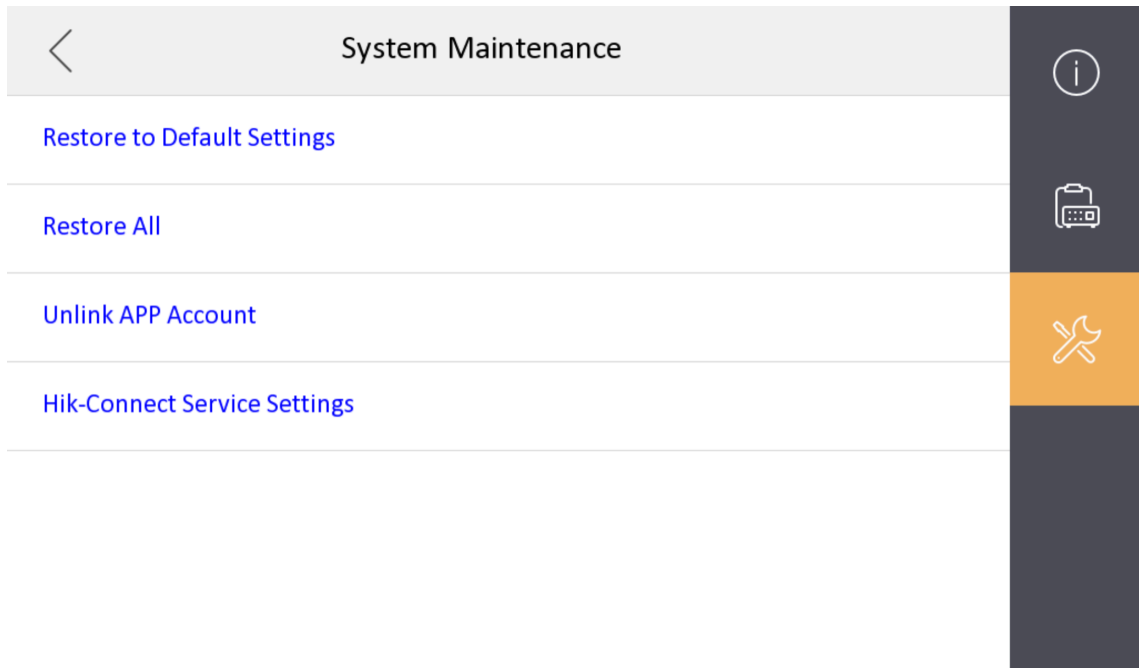 System Maintenance
Restore to Default Settings
Restore All
Unlink APP Account
Hik-Connect Service Settings